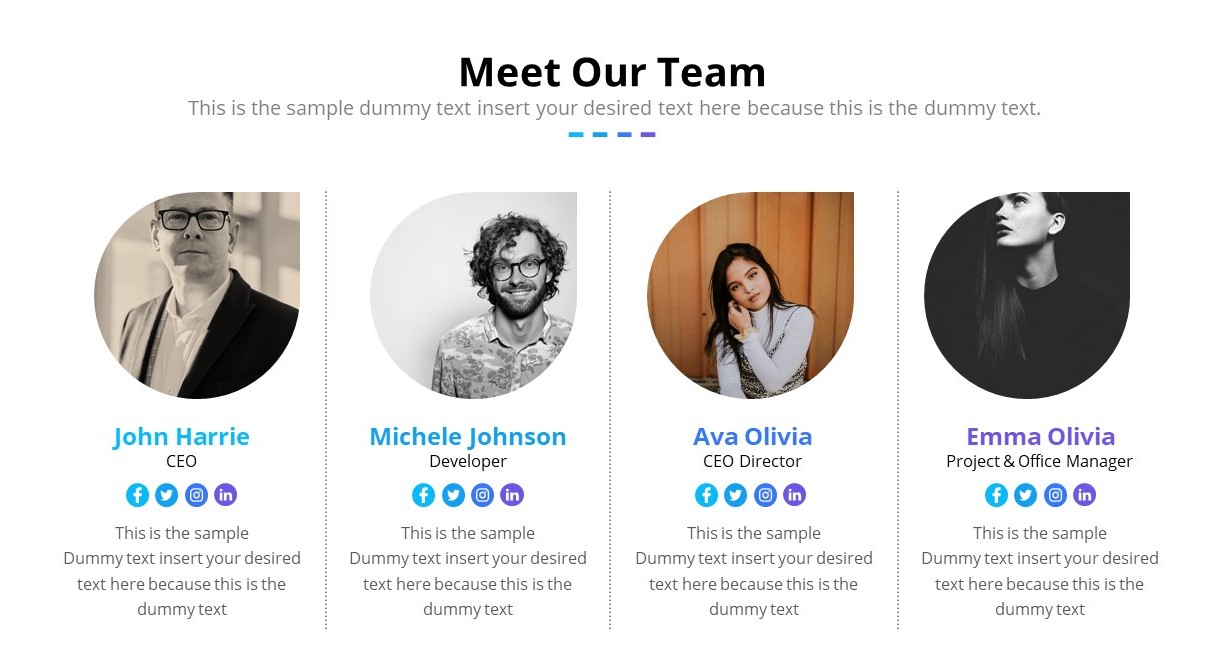 Meet Our Team
This is the sample dummy text insert your desired text here because this is the dummy text.
John Harrie
CEO
This is the sample
Dummy text insert your desired
text here because this is the
dummy text
Michele Johnson
Developer
This is the sample
Dummy text insert your desired
text here because this is the
dummy text
Ava Olivia
CEO Director
This is the sample
Dummy text insert your desired
text here because this is the
dummy text
Emma Olivia
Project & Office Manager
This is the sample
Dummy text insert your desired
text here because this is the
dummy text